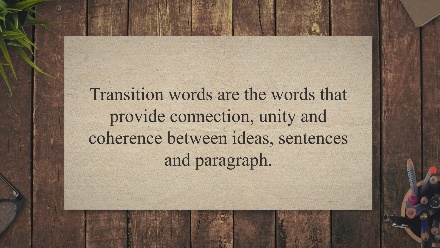 Transition words are the words that
provide connection, unity and
coherence between ideas, sentences
and paragraph.